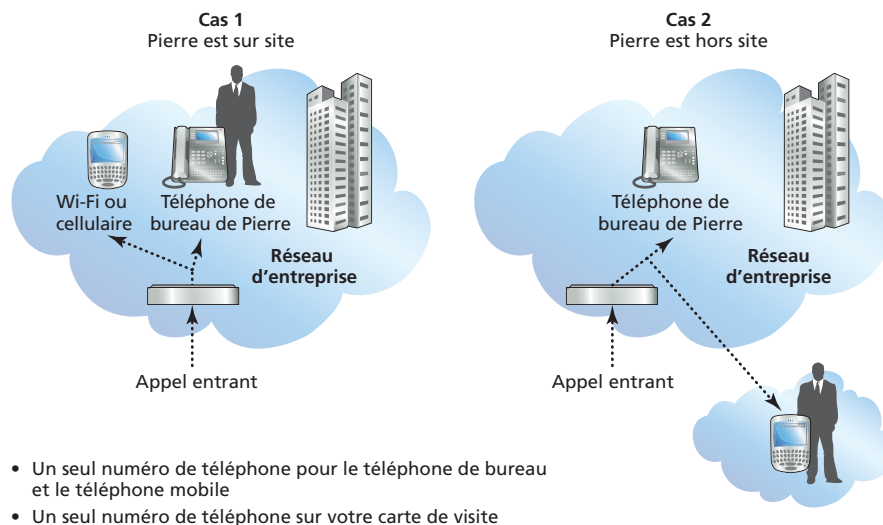 Cas 1
Pierre est sur site
Wi-Fi ou
cellulaire
Téléphone de
bureau de Pierre
Réseau
d'entreprise
Appel entrant
Cas 2
Pierre est hors site
Téléphone de
bureau de Pierre
Réseau
d'entreprise
Appel entrant
• Un seul numéro de téléphone pour le téléphone de bureau
et le téléphone mobile
• Un seul numéro de téléphone sur votre carte de visite